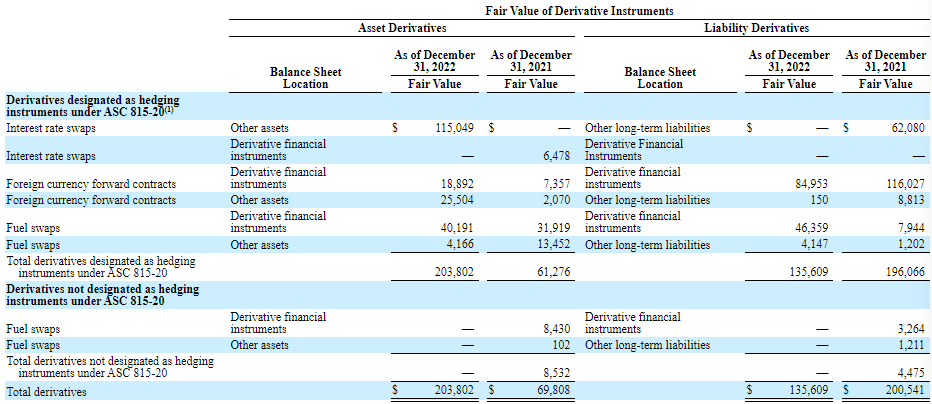 Fair Value of Derivative Instruments
Asset Derivatives Liability Derivatives
As of December As of December As of December As of December
Balance Sheet 31, 2022 31, 2021 Balance Sheet 31, 2022 31, 2021
Location Fair Value Fair Value Location Fair Value Fair Value
Derivatives designated as hedging
instruments under ASC 815-20(1)
Interest rate swaps Other assets $ 115,049 $ — Other long-term liabilities $ — $ 62,080
Derivative financial Derivative Financial
Interest rate swaps instruments — 6,478 Instruments — —
Derivative financial Derivative financial
Foreign currency forward contracts instruments 18,892 7,357 instruments 84,953 116,027
Foreign currency forward contracts Other assets 25,504 2,070 Other long-term liabilities 150 8,813
Derivative financial Derivative financial
Fuel swaps instruments 40,191 31,919 instruments 46,359 7,944
Fuel swaps Other assets 4,166 13,452 Other long-term liabilities 4,147 1,202
Total derivatives designated as hedging
instruments under ASC 815-20 203,802 61,276 135,609 196,066
Derivatives not designated as hedging
instruments under ASC 815-20
Derivative financial Derivative financial
Fuel swaps instruments — 8,430 instruments — 3,264
Fuel swaps Other assets — 102 Other long-term liabilities — 1,211
Total derivatives not designated as hedging
instruments under ASC 815-20 — 8,532 — 4,475
Total derivatives $ 203,802 $ 69,808 $ 135,609 $ 200,541